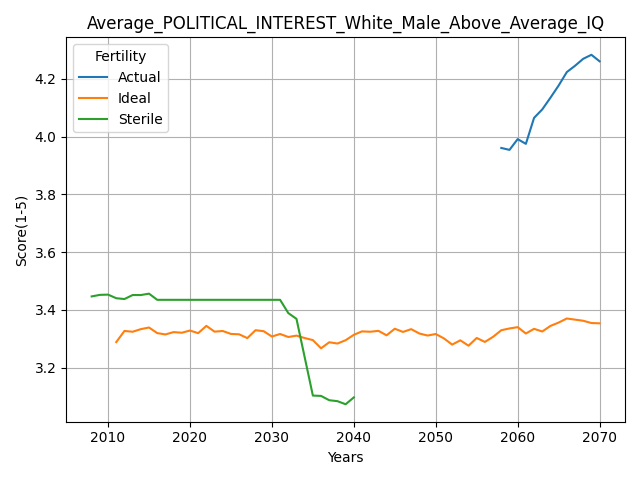 Average_POLITICAL_INTEREST_White_Male_Above_Average_IQ
Fertility
Actual
Ideal
Sterile
Score(1-5)
4.2
4.0
3.8
3.6
3.4
3.2
2010 2020 2030 2040 2050 2060 2070
Years